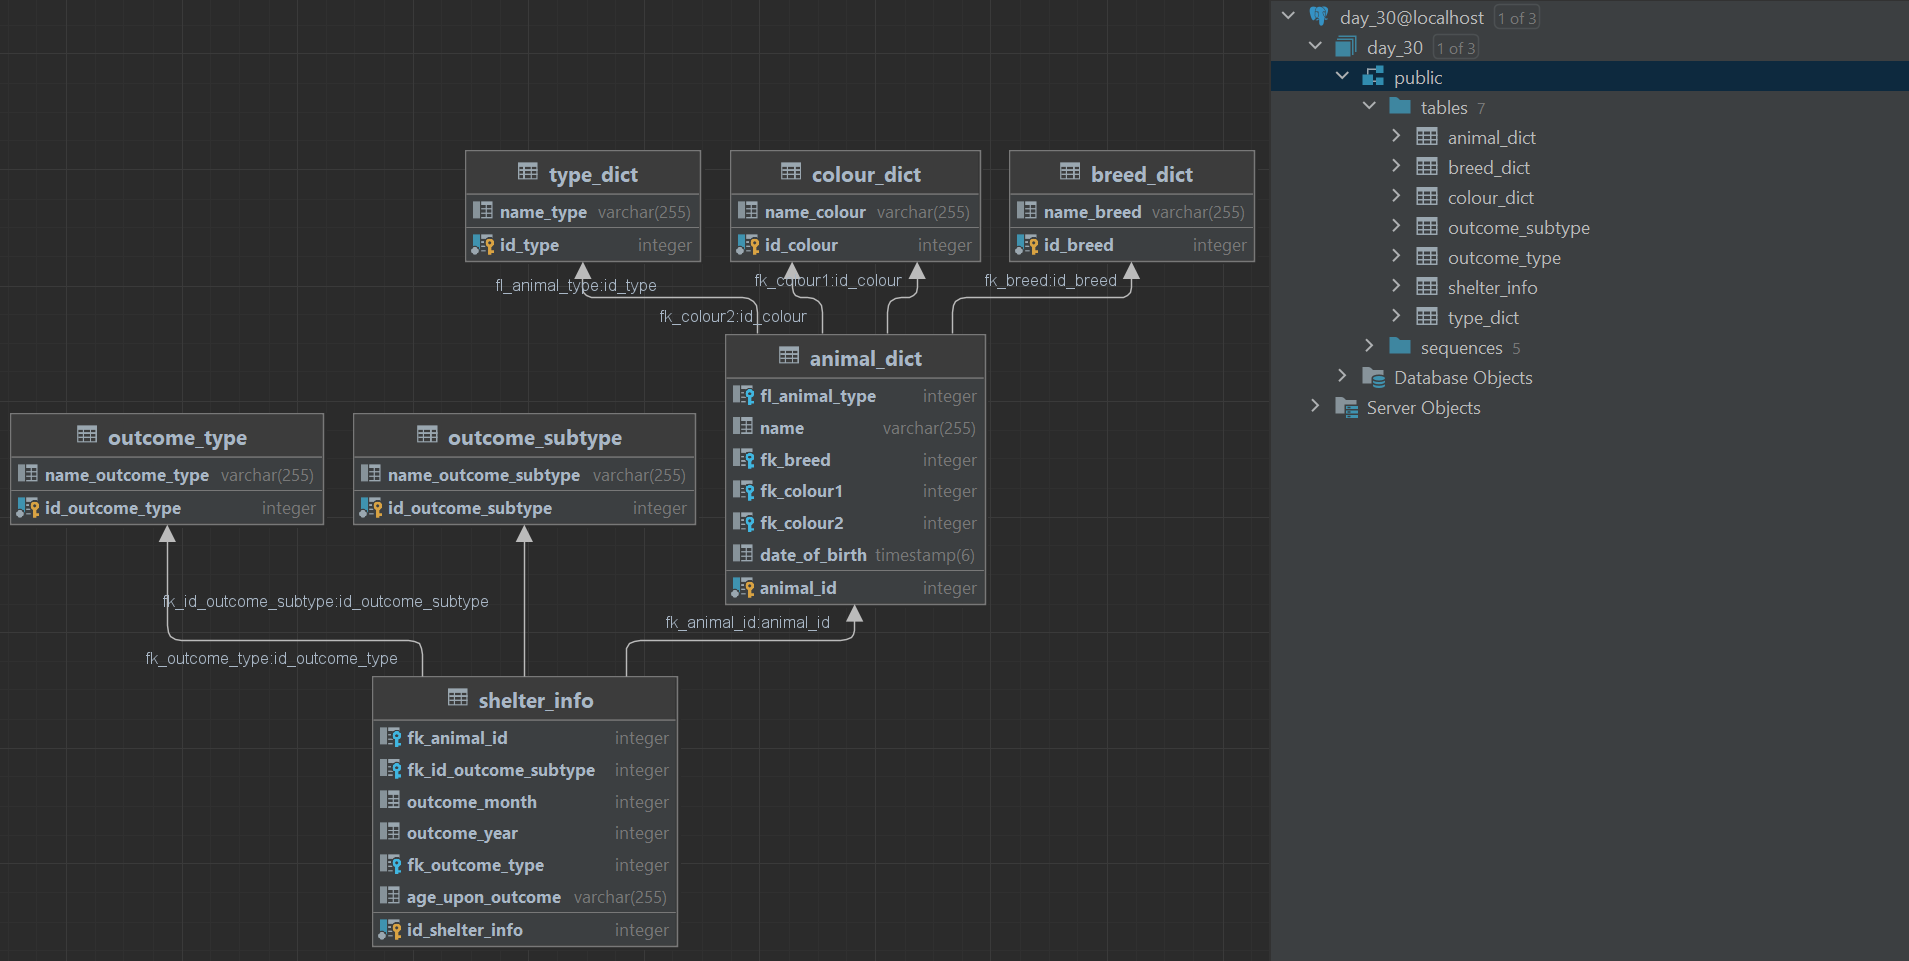 type_dict
name_type varchar(255)
id_type integer
colour_dict
name_colour varchar(255)
id_colour integer
breed_dict
name_breed varchar(255)
id_breed integer
fl_animal_type:id_type
fk_colour1:id_colour
fk_breed:id_breed
fk_colour2:id_colour
animal_dict
fl_animal_type integer
name varchar(255)
fk_breed integer
fk_colour1 integer
fk_colour2 integer
date_of_birth timestamp(6)
animal_id integer
outcome_type
name_outcome_type varchar(255)
id_outcome_type integer
outcome_subtype
name_outcome_subtype varchar(255)
id_outcome_subtype integer
fk_id_outcome_subtype:id_outcome_subtype
fk_animal_id:animal_id
fk_outcome_type:id_outcome_type
shelter_info
fk_animal_id integer
fk_id_outcome_subtype integer
outcome_month integer
outcome_year integer
fk_outcome_type integer
age_upon_outcome varchar(255)
id_shelter_info integer
day_30@localhost 1 of 3
day_30 1 of 3
public
tables 7
animal_dict
breed_dict
colour_dict
outcome_subtype
outcome_type
shelter_info
type_dict
sequences 5
Database Objects
Server Objects